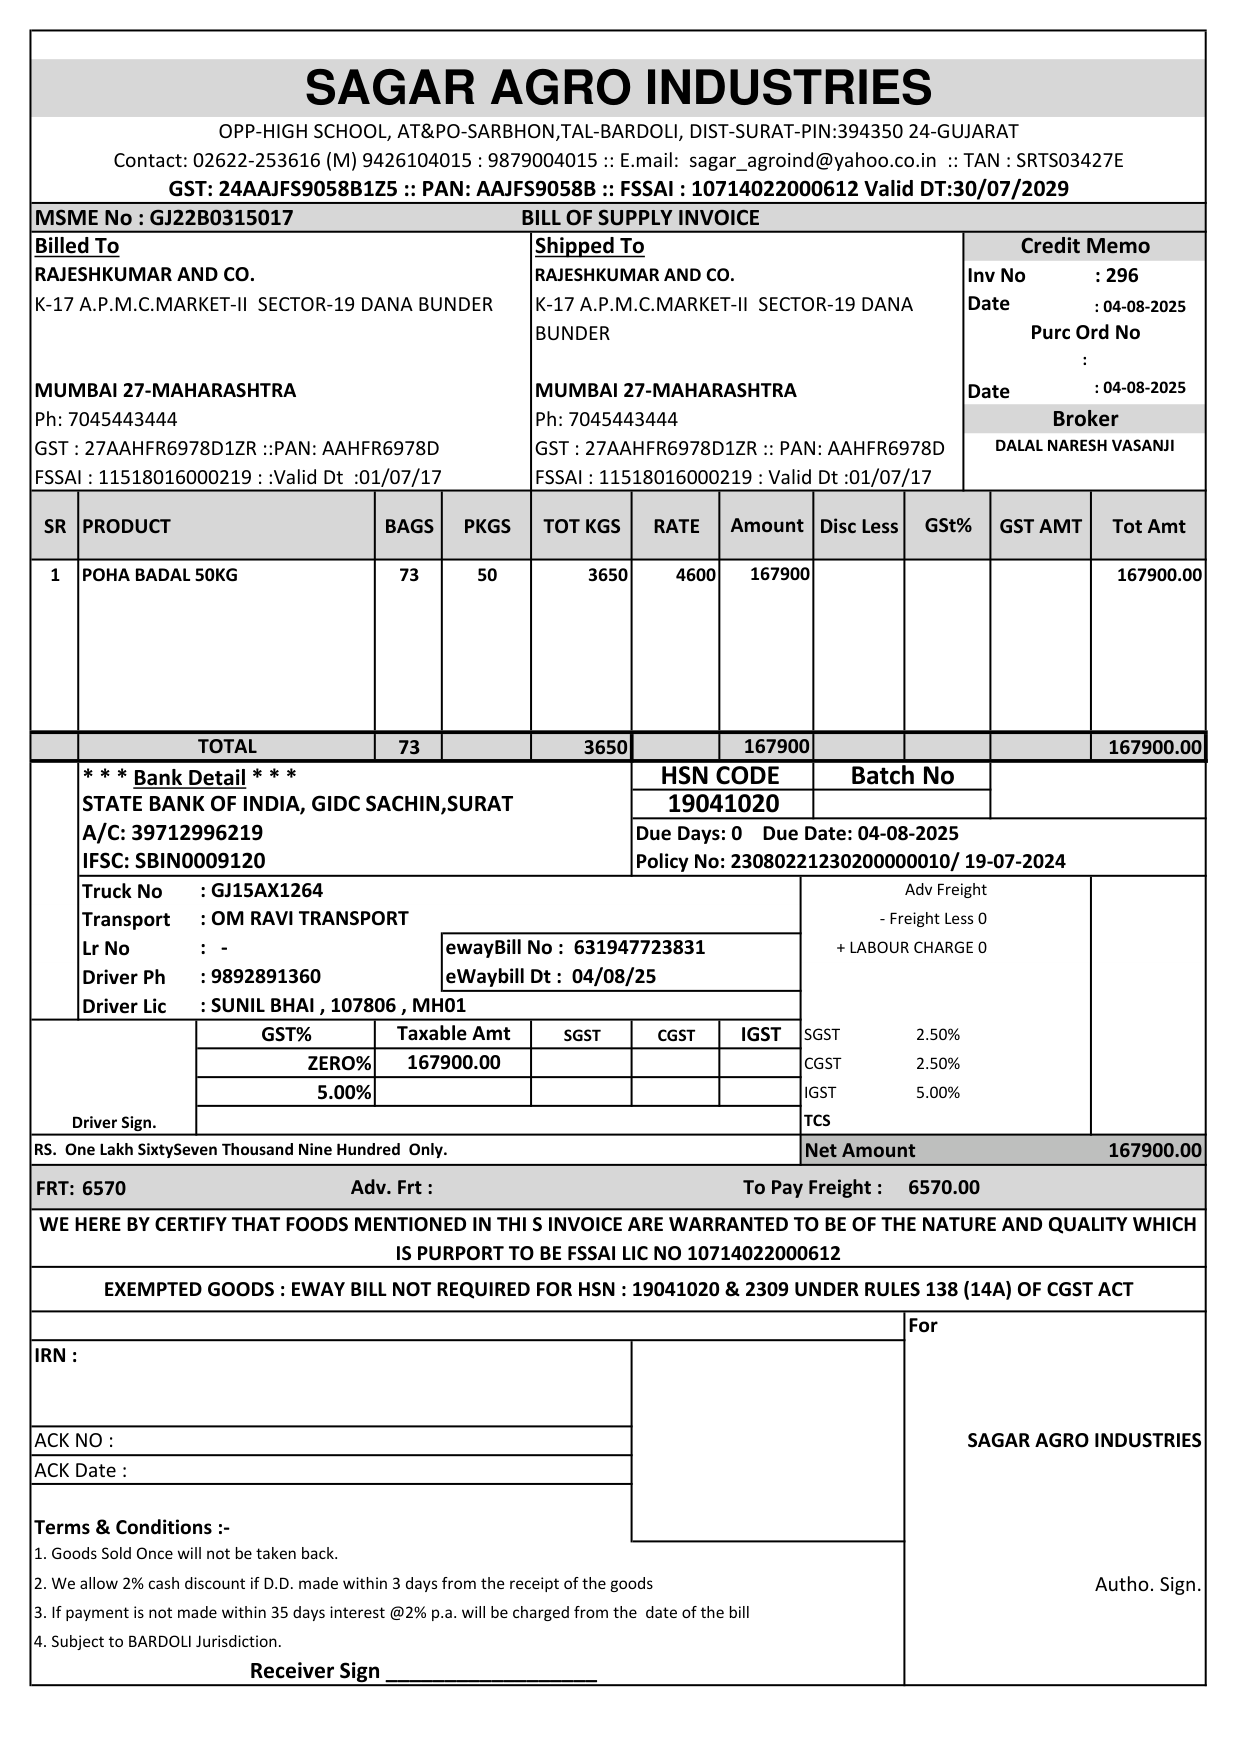 SAGAR AGRO INDUSTRIES
OPP-HIGH SCHOOL, AT&PO-SARBHON,TAL-BARDOLI, DIST-SURAT-PIN:394350 24-GUJARAT
Contact: 02622-253616 (M) 9426104015 : 9879004015 :: E.mail: sagar_agroind@yahoo.co.in :: TAN : SRTS03427E
GST: 24AAJFS9058B1Z5 :: PAN: AAJFS9058B :: FSSAI : 10714022000612 Valid DT:30/07/2029
MSME No : GJ22B0315017 BILL OF SUPPLY INVOICE
Billed To
RAJESHKUMAR AND CO.
K-17 A.P.M.C.MARKET-II SECTOR-19 DANA BUNDER
MUMBAI 27-MAHARASHTRA
Ph: 7045443444
GST : 27AAHFR6978D1ZR ::PAN: AAHFR6978D
FSSAI : 11518016000219 : :Valid Dt :01/07/17
Shipped To
RAJESHKUMAR AND CO.
K-17 A.P.M.C.MARKET-II SECTOR-19 DANA
BUNDER
MUMBAI 27-MAHARASHTRA
Ph: 7045443444
GST : 27AAHFR6978D1ZR :: PAN: AAHFR6978D
FSSAI : 11518016000219 : Valid Dt :01/07/17
Credit Memo
Inv No : 296
Date : 04-08-2025
Purc Ord No
:
Date : 04-08-2025
Broker
DALAL NARESH VASANJI
SR PRODUCT BAGS PKGS TOT KGS RATE Amount Disc Less GSt% GST AMT Tot Amt
1 POHA BADAL 50KG 73 50 3650 4600 167900 167900.00
TOTAL 73 3650 167900 167900.00
* * * Bank Detail * * *
STATE BANK OF INDIA, GIDC SACHIN,SURAT
A/C: 39712996219
IFSC: SBIN0009120
HSN CODE Batch No
19041020
Due Days: 0 Due Date: 04-08-2025
Policy No: 23080221230200000010/ 19-07-2024
Truck No : GJ15AX1264
Transport : OM RAVI TRANSPORT
Lr No : -
Driver Ph : 9892891360
Driver Lic : SUNIL BHAI , 107806 , MH01
ewayBill No : 631947723831
eWaybill Dt : 04/08/25
Adv Freight
- Freight Less 0
+ LABOUR CHARGE 0
GST% Taxable Amt SGST CGST IGST
ZERO% 167900.00
5.00%
Driver Sign.
SGST 2.50%
CGST 2.50%
IGST 5.00%
TCS
RS. One Lakh SixtySeven Thousand Nine Hundred Only.
Net Amount 167900.00
FRT: 6570 Adv. Frt : To Pay Freight : 6570.00
WE HERE BY CERTIFY THAT FOODS MENTIONED IN THI S INVOICE ARE WARRANTED TO BE OF THE NATURE AND QUALITY WHICH
IS PURPORT TO BE FSSAI LIC NO 10714022000612
EXEMPTED GOODS : EWAY BILL NOT REQUIRED FOR HSN : 19041020 & 2309 UNDER RULES 138 (14A) OF CGST ACT
For
IRN :
ACK NO :
SAGAR AGRO INDUSTRIES
ACK Date :
Terms & Conditions :-
1. Goods Sold Once will not be taken back.
2. We allow 2% cash discount if D.D. made within 3 days from the receipt of the goods
Autho. Sign.
3. If payment is not made within 35 days interest @2% p.a. will be charged from the date of the bill
4. Subject to BARDOLI Jurisdiction.
Receiver Sign ___________________